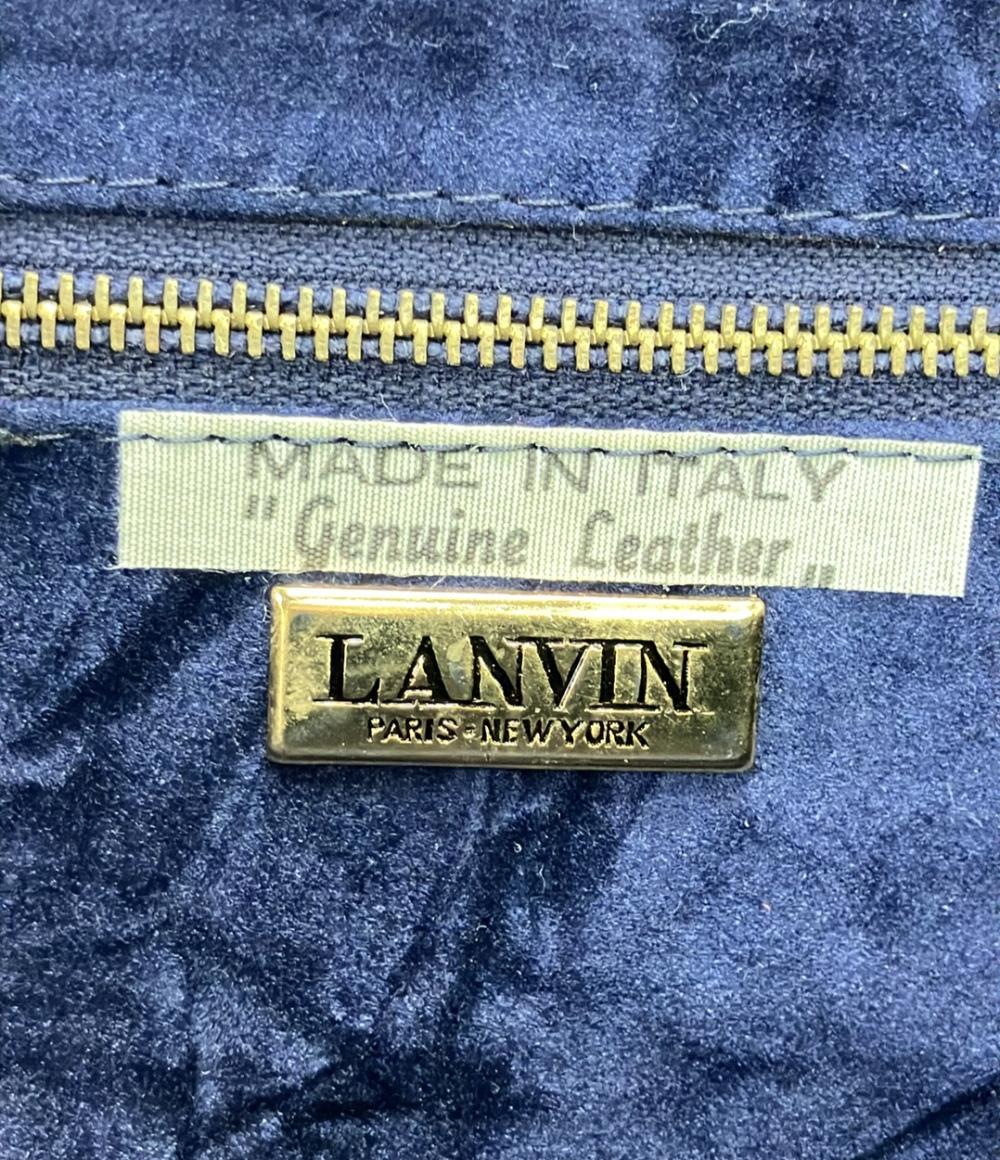 MADE IN ITALY
"Genuine Leather„
LANVIN
PARIS-NEW YORK